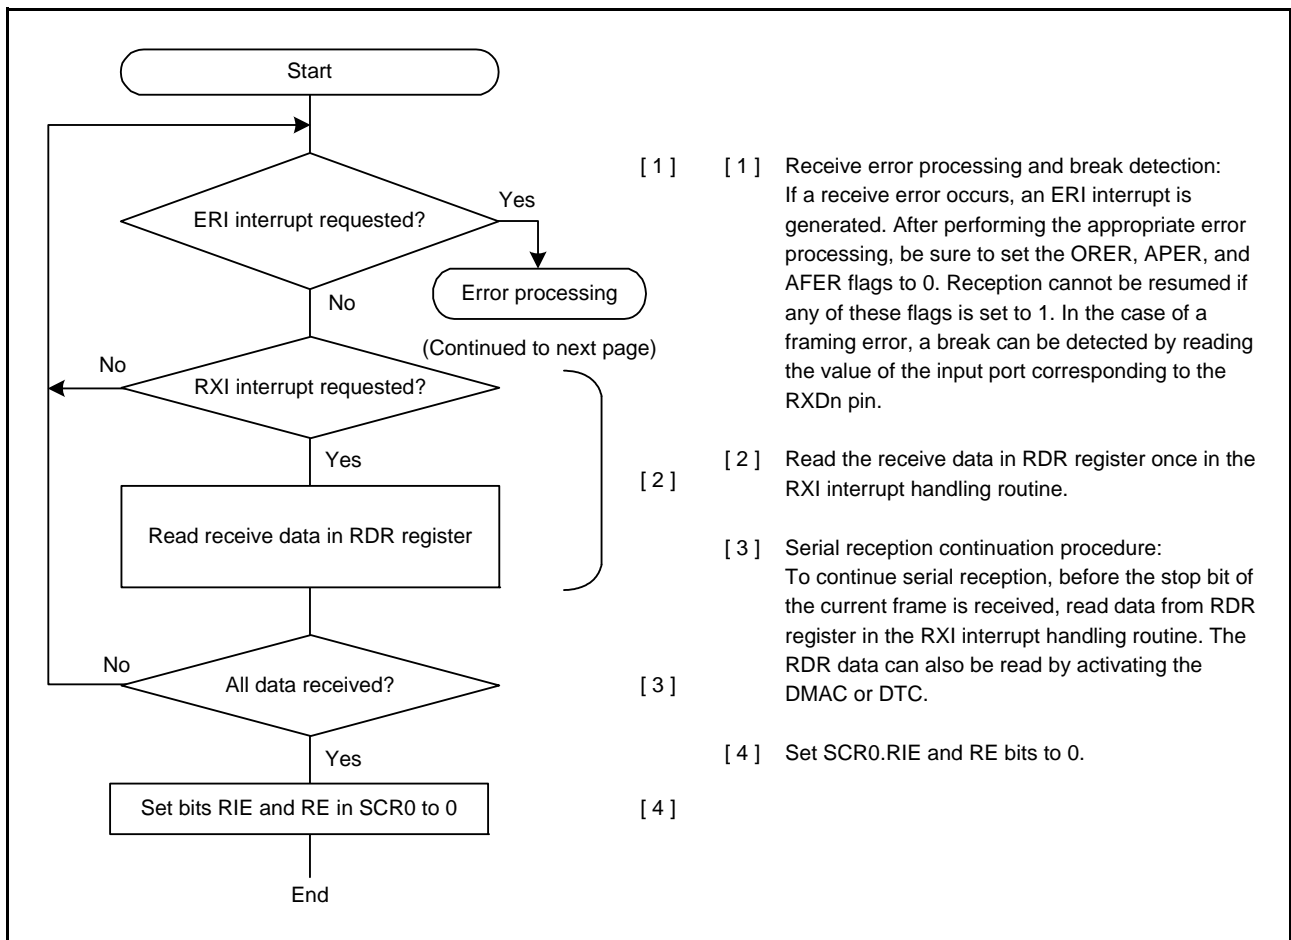 Start
ERI interrupt requested?
Yes
Error processing
No
(Continued to next page)
No
RXI interrupt requested?
Yes
Read receive data in RDR register
No
All data received?
Yes
Set bits RIE and RE in SCR0 to 0
End
[ 1 ]
[ 2 ]
[ 3 ]
[ 4 ]
[ 1 ] Receive error processing and break detection:
If a receive error occurs, an ERI interrupt is
generated. After performing the appropriate error
processing, be sure to set the ORER, APER, and
AFER flags to 0. Reception cannot be resumed if
any of these flags is set to 1. In the case of a
framing error, a break can be detected by reading
the value of the input port corresponding to the
RXDn pin.
[ 2 ] Read the receive data in RDR register once in the
RXI interrupt handling routine.
[ 3 ] Serial reception continuation procedure:
To continue serial reception, before the stop bit of
the current frame is received, read data from RDR
register in the RXI interrupt handling routine. The
RDR data can also be read by activating the
DMAC or DTC.
[ 4 ] Set SCR0.RIE and RE bits to 0.